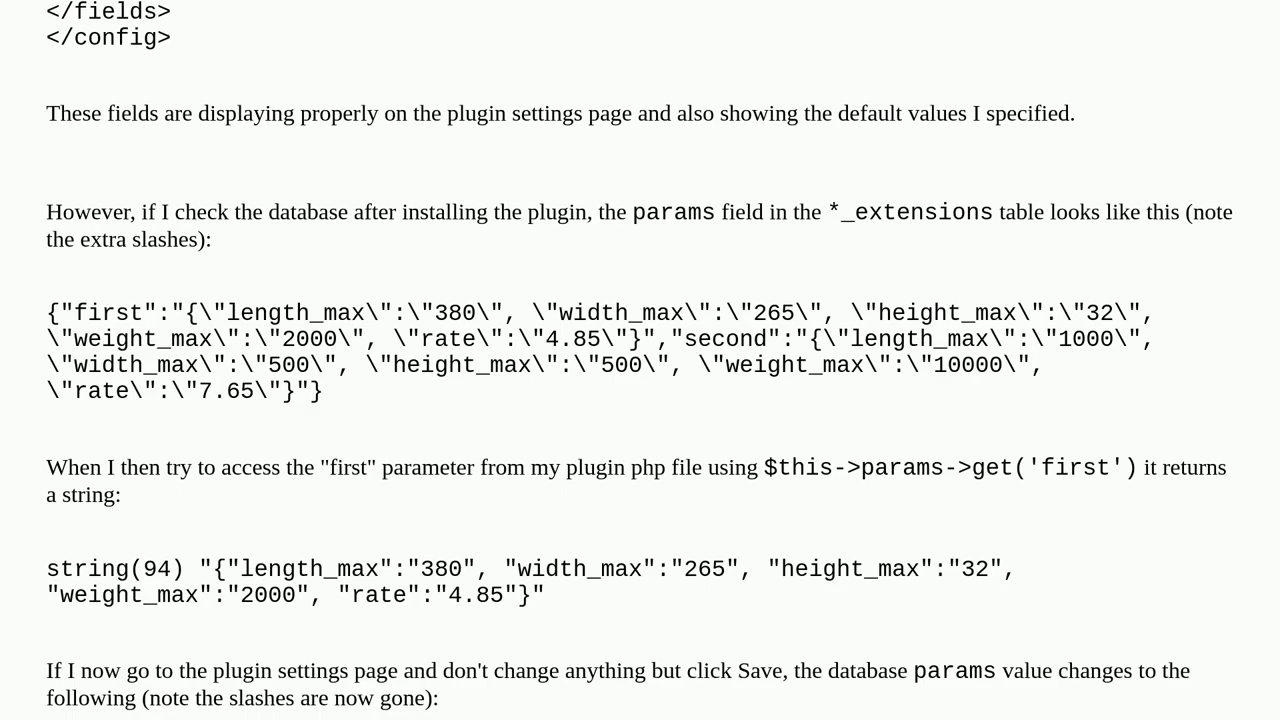 </fields>
</config>
These fields are displaying properly on the plugin settings page and also showing the default values I specified.
However, if I check the database after installing the plugin, the params field in the *_extensions table looks like this (note
the extra slashes):
{"first":"{\"length_max\":\"380\", \"width_max\":\"265\", \"height_max\":\"32\",
\"weight_max\":\"2000\", \"rate\":\"4.85\"}","second":"{\"length_max\":\"1000\",
\"width_max\":\"500\", \"height_max\":\"500\", \"weight_max\":\"10000\",
\"rate\":\"7.65\"}"}
When I then try to access the "first" parameter from my plugin php file using $this->params->get('first') it returns
a string:
string(94) "{"length_max":"380", "width_max":"265", "height_max":"32",
"weight_max":"2000", "rate":"4.85"}"
If I now go to the plugin settings page and don't change anything but click Save, the database params value changes to the
following (note the slashes are now gone):